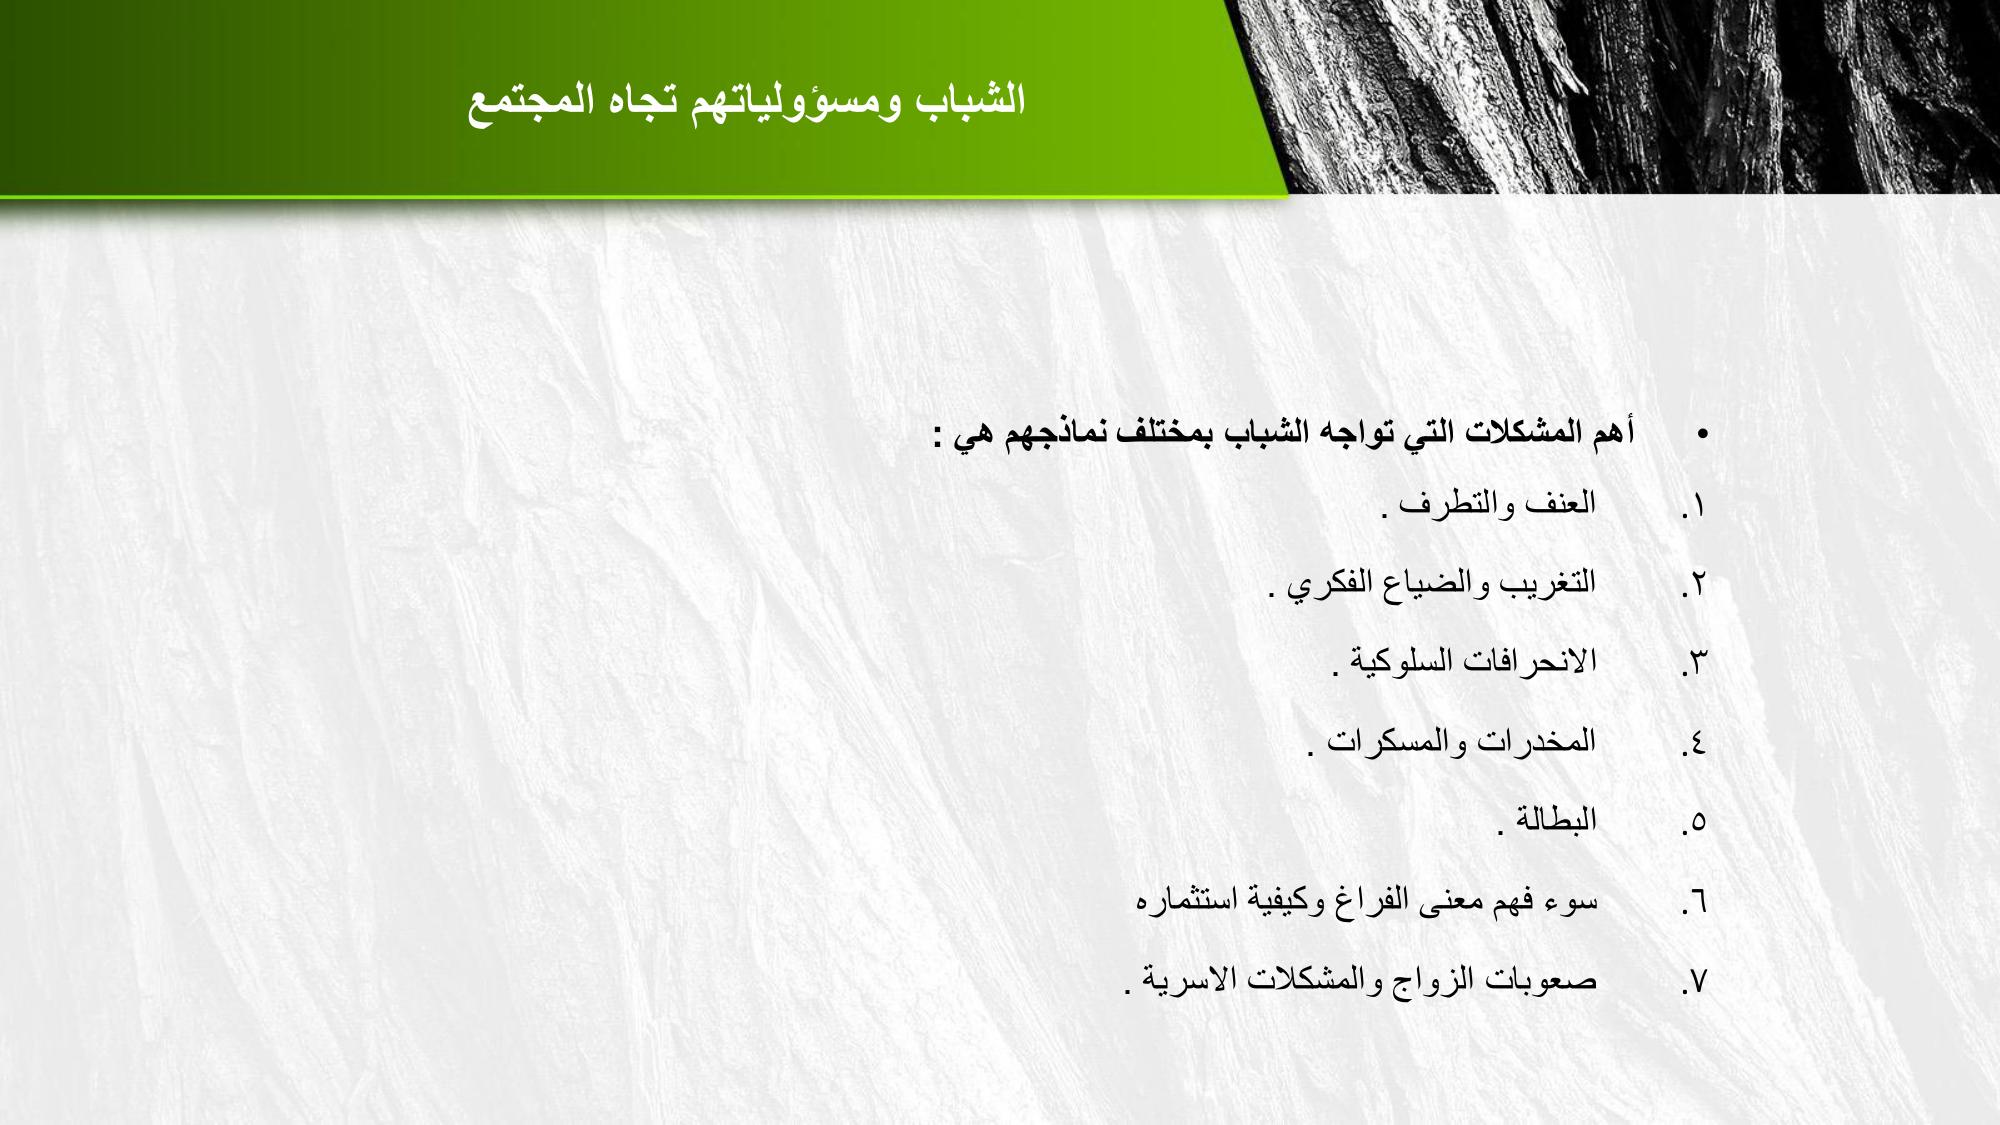 الشباب ومسؤولياتهم تجاه المجتمع
• أهم المشكلات التي تواجه الشباب بمختلف نماذجهم هي :
١. العنف والتطرف .
٢. التغريب والضياع الفكري .
٣. الانحرافات السلوكية .
٤. المخدرات والمسكرات .
٥. البطالة .
٦. سوء فهم معنى الفراغ وكيفية استثماره
٧. صعوبات الزواج والمشكلات الاسرية .